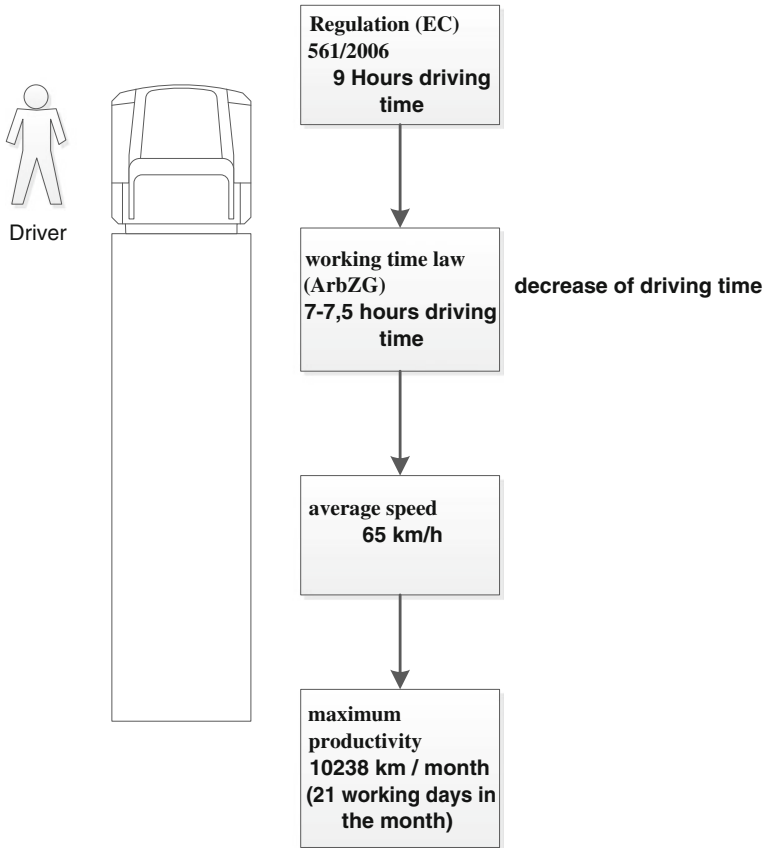 Regulation (EC)
561/2006
9 Hours driving
time
Driver
working time law
(ArbZG)
7-7,5 hours driving
time
decrease of driving time
average speed
65 km/h
maximum
productivity
10238 km / month
(21 working days in
the month)